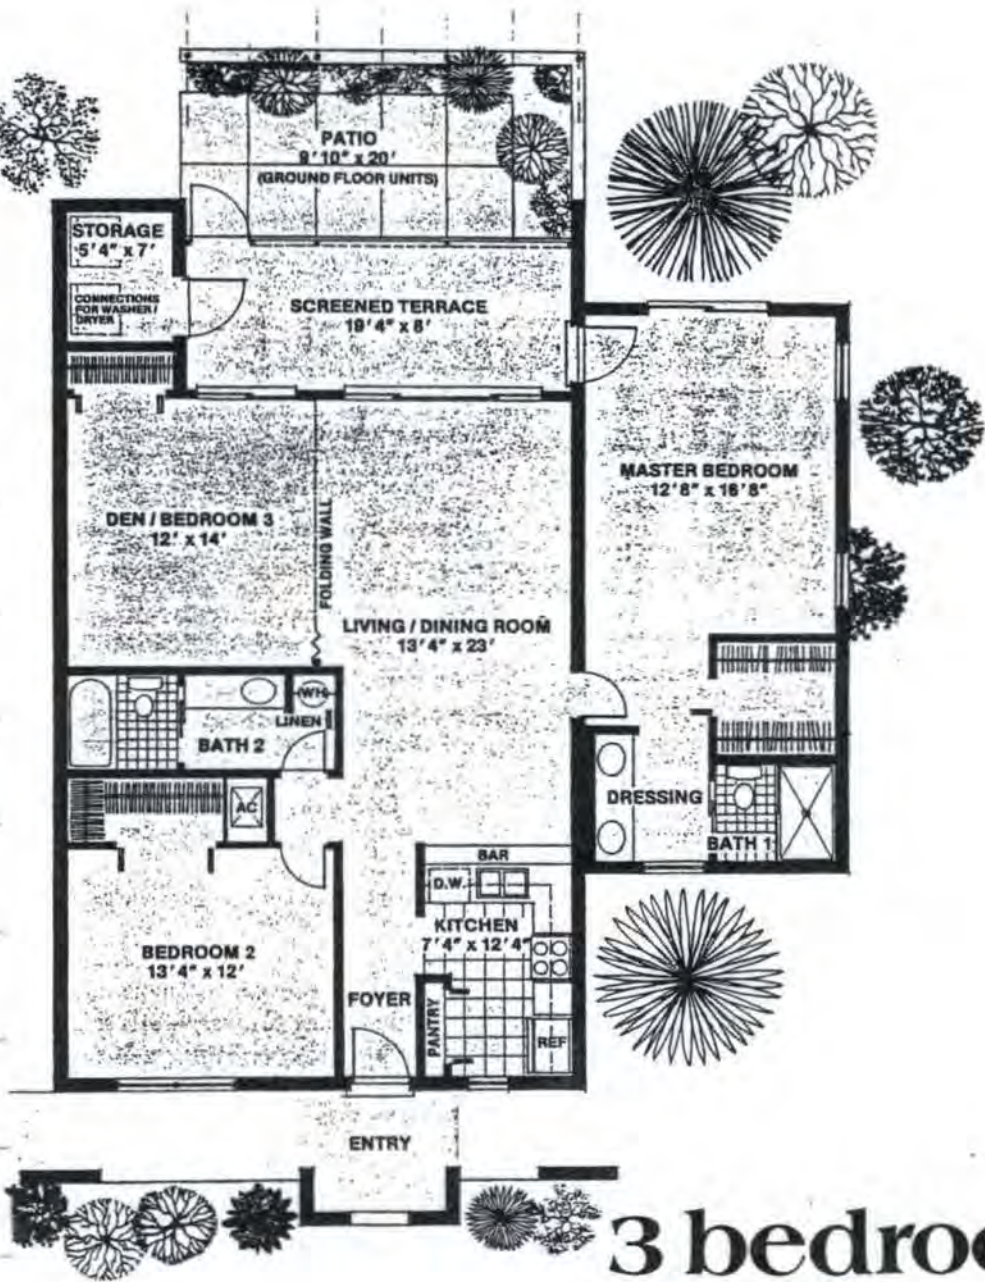 PATIO
9'10" x 20'
(GROUND FLOOR UNITS)
STORAGE
5'4" x 7'
CONNECTIONS
FOR WASHER/
DRYER
SCREENED TERRACE
19'4" x 8'
MASTER BEDROOM
12'8" x 16'8"
DEN / BEDROOM 3
12' x 14'
FOLDING WALL
LIVING / DINING ROOM
13'4" x 23'
WH
LINEN
BATH 2
DRESSING
BATH 1
AC
BAR
D.W.
KITCHEN
7'4" x 12'4"
BEDROOM 2
13'4" x 12'
FOYER
PANTRY
REF
ENTRY
3 bedroo